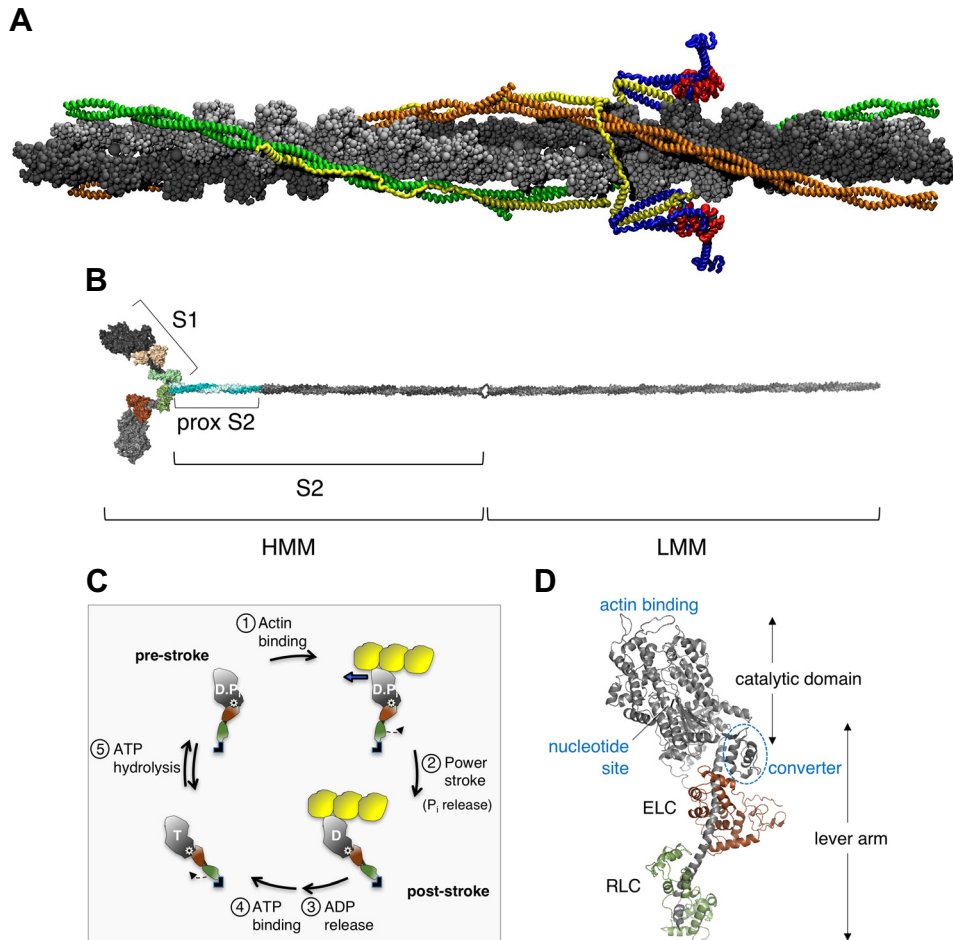 A
B
S1
prox S2
S2
HMM
LMM
C
① Actin
binding
pre-stroke
D.Pi
D.Pi
⑤ ATP
hydrolysis
② Power
stroke
(Pi release)
T
D
post-stroke
④ ATP
binding
③ ADP
release
D
actin binding
catalytic domain
nucleotide
site
converter
ELC
lever arm
RLC